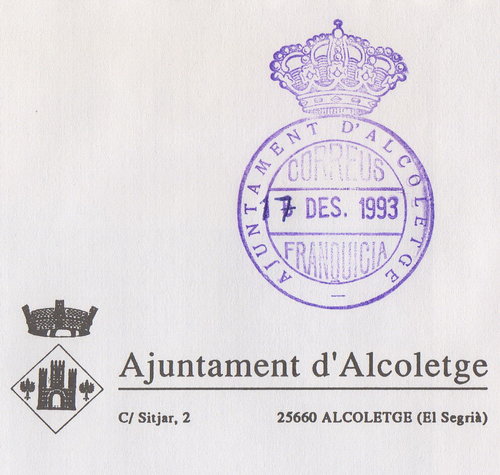 AJUNTAMENT D'ALCOLETGE
CORREUS
17 DES. 1993
FRANQUICIA
Ajuntament d'Alcoletge
C/ Sitjar, 2 25660 ALCOLETGE (El Segrià)